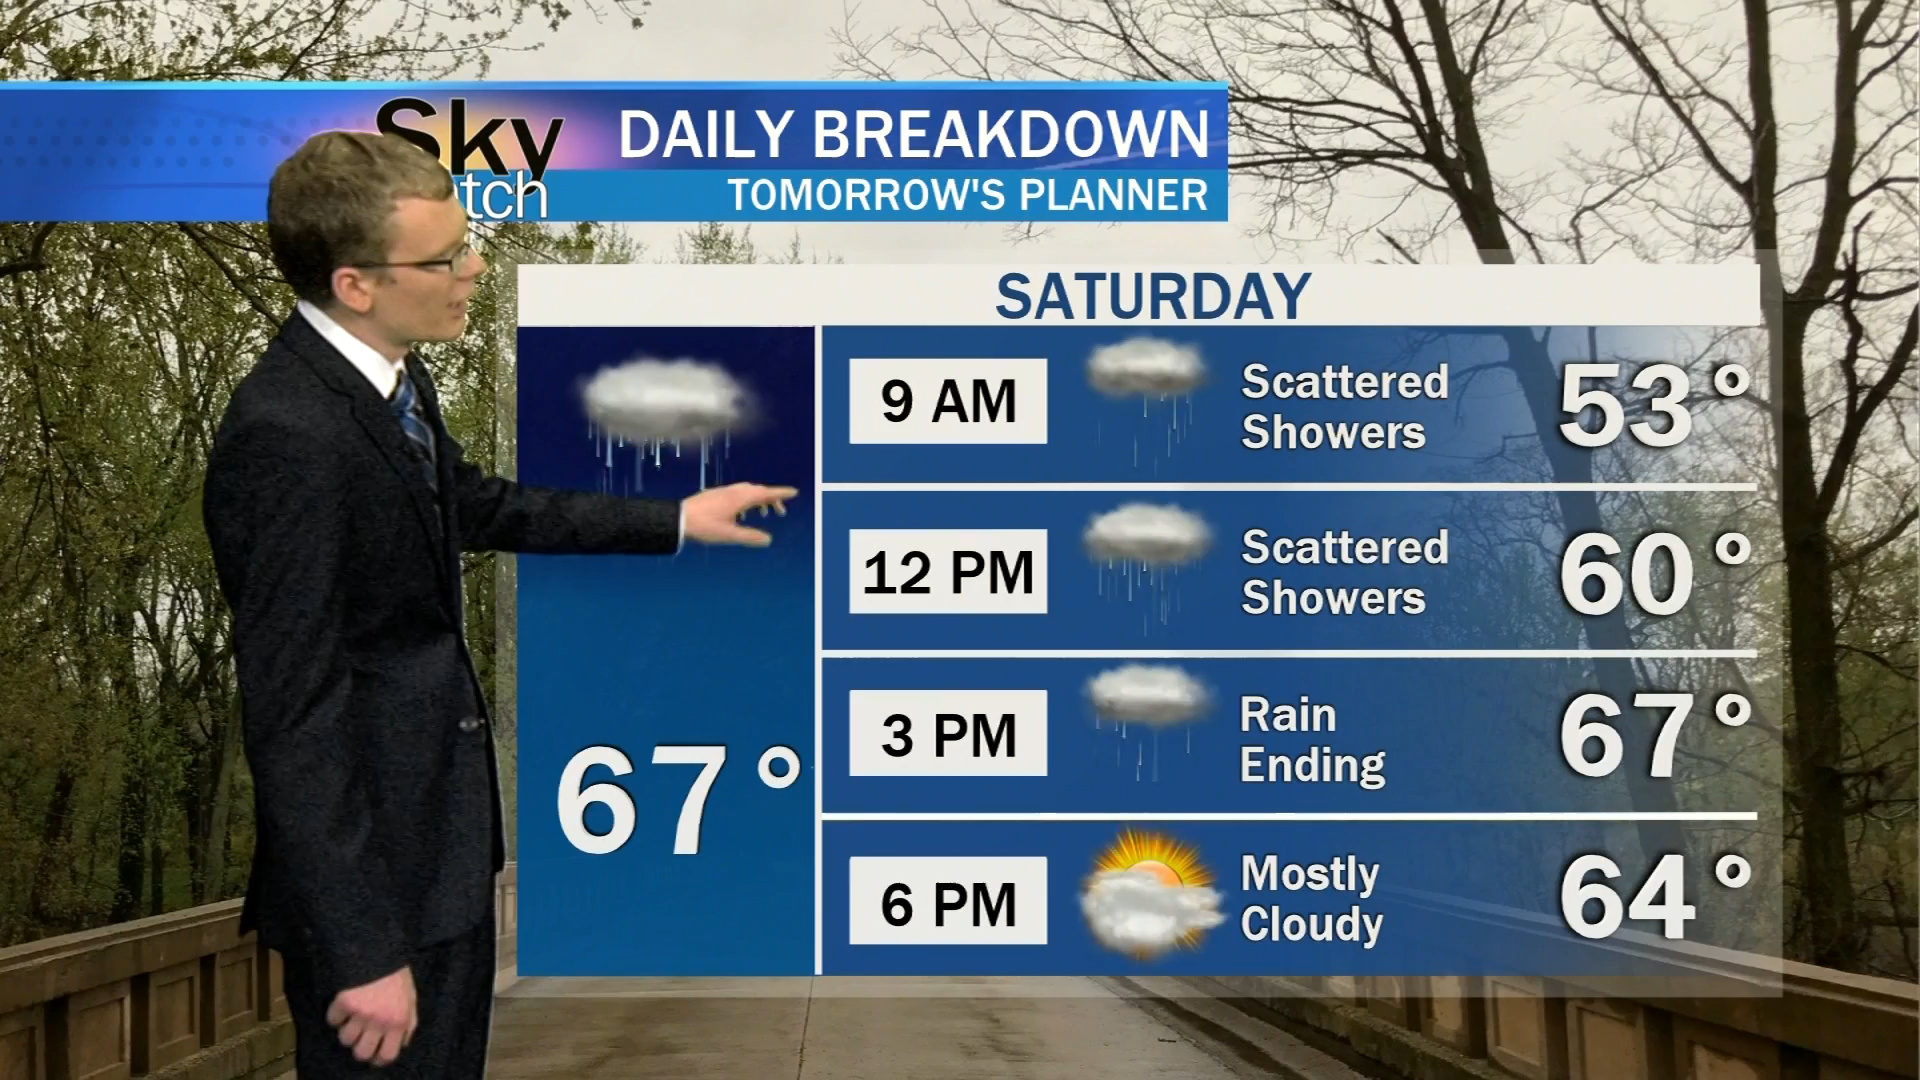 Sky
DAILY BREAKDOWN
TOMORROW'S PLANNER
SATURDAY
67°
9 AM
Scattered
Showers
53°
12 PM
Scattered
Showers
60°
3 PM
Rain
Ending
67°
6 PM
Mostly
Cloudy
64°